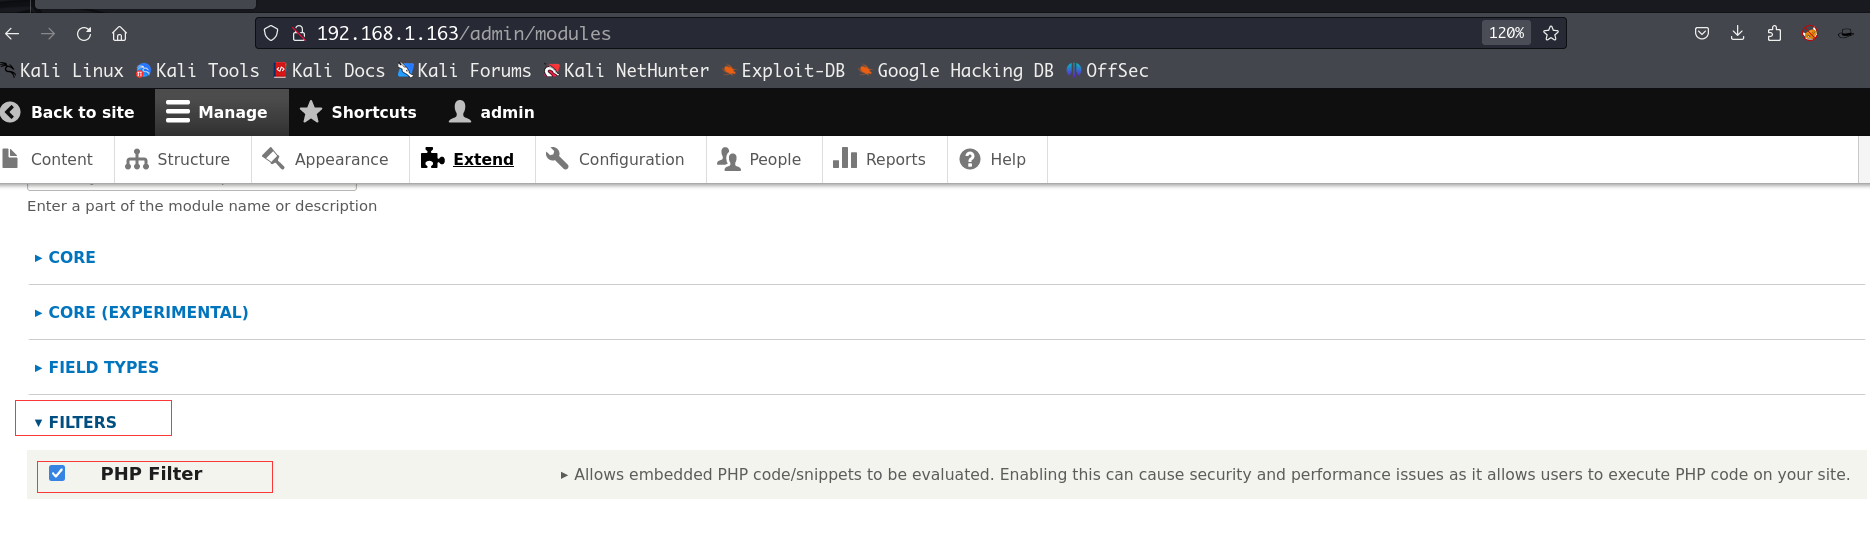 192.168.1.163/admin/modules 120%
Kali Linux Kali Tools Kali Docs Kali Forums Kali NetHunter Exploit-DB Google Hacking DB OffSec
Back to site Manage Shortcuts admin
Content Structure Appearance Extend Configuration People Reports Help
Enter a part of the module name or description
CORE
CORE (EXPERIMENTAL)
FIELD TYPES
FILTERS
PHP Filter Allows embedded PHP code/snippets to be evaluated. Enabling this can cause security and performance issues as it allows users to execute PHP code on your site.